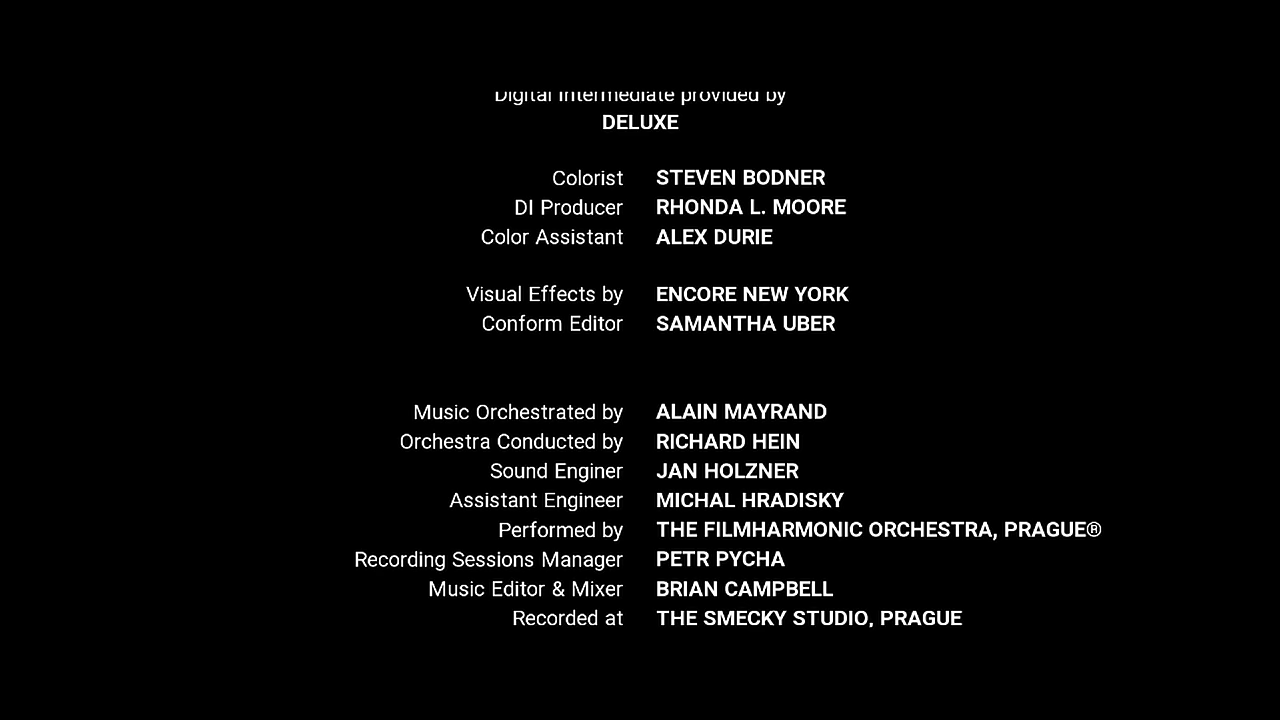 Digital Intermediate provided by
DELUXE
Colorist STEVEN BODNER
DI Producer RHONDA L. MOORE
Color Assistant ALEX DURIE
Visual Effects by ENCORE NEW YORK
Conform Editor SAMANTHA UBER
Music Orchestrated by ALAIN MAYRAND
Orchestra Conducted by RICHARD HEIN
Sound Enginer JAN HOLZNER
Assistant Engineer MICHAL HRADISKY
Performed by THE FILMHARMONIC ORCHESTRA, PRAGUE®
Recording Sessions Manager PETR PYCHA
Music Editor & Mixer BRIAN CAMPBELL
Recorded at THE SMECKY STUDIO, PRAGUE